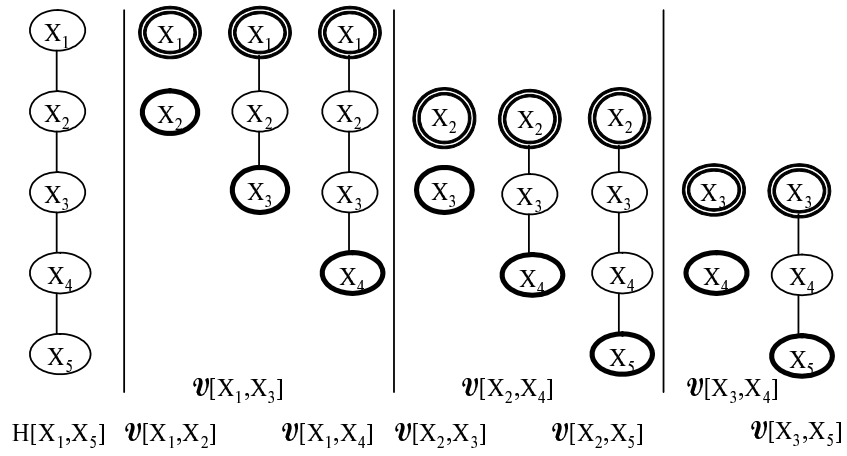 X₁ X₁ X₁ X₁
X₂ X₂ X₂ X₂ X₂ X₂ X₂
X₃ X₃ X₃ X₃ X₃ X₃ X₃ X₃
X₄ X₄ X₄ X₄ X₄ X₄
X₅ X₅ X₅
𝒱[X₁,X₃] 𝒱[X₂,X₄] 𝒱[X₃,X₄]
H[X₁,X₅] 𝒱[X₁,X₂] 𝒱[X₁,X₄] 𝒱[X₂,X₃] 𝒱[X₂,X₅] 𝒱[X₃,X₅]